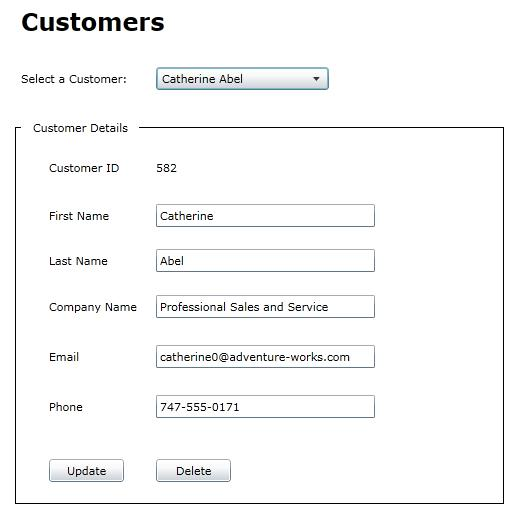 Customers
Select a Customer: Catherine Abel
Customer Details
Customer ID 582
First Name Catherine
Last Name Abel
Company Name Professional Sales and Service
Email catherine0@adventure-works.com
Phone 747-555-0171
Update Delete